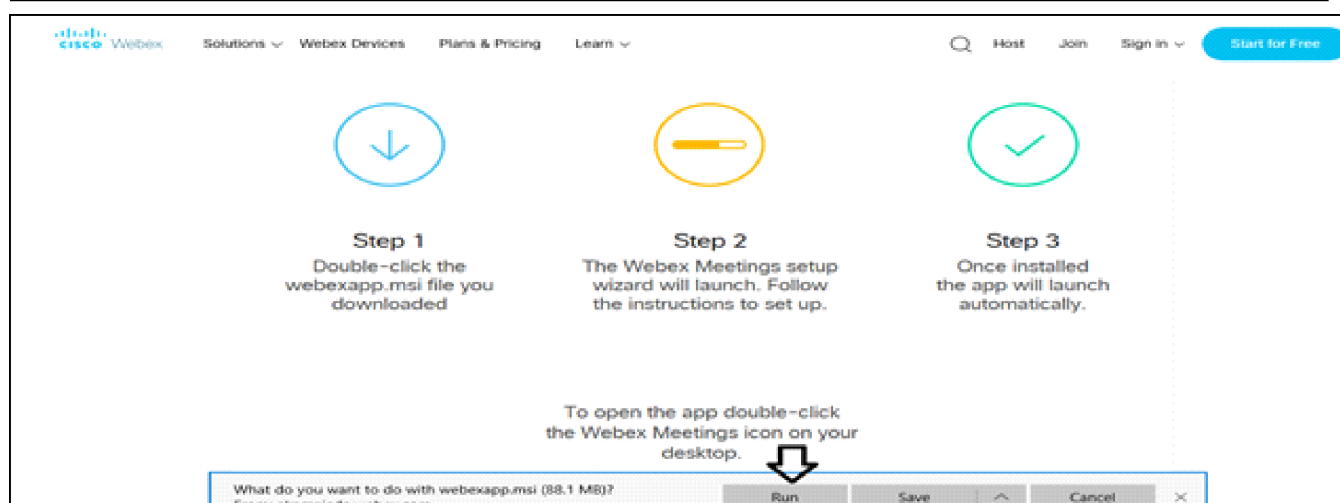 cisco Webex Solutions Webex Devices Plans & Pricing Learn Host Join Sign in Start for Free
Step 1
Double-click the
webexapp.msi file you
downloaded
Step 2
The Webex Meetings setup
wizard will launch. Follow
the instructions to set up.
Step 3
Once installed
the app will launch
automatically.
To open the app double-click
the Webex Meetings icon on your
desktop.
What do you want to do with webexapp.msi (88.1 MB)?
Run Save Cancel